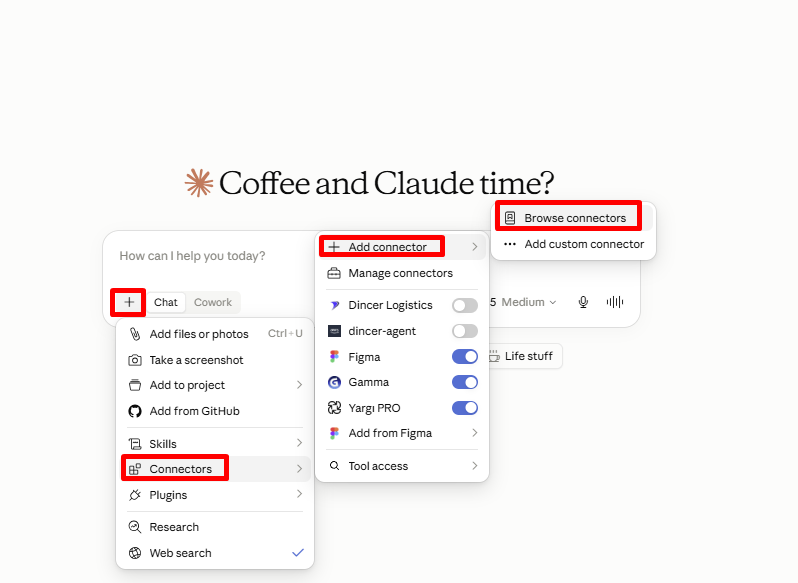 Coffee and Claude time?
Browse connectors
Add custom connector
How can I help you today?
Add connector
Manage connectors
Chat
Cowork
Dincer Logistics
5 Medium
dincer-agent
Figma
Gamma
Yargı PRO
Add from Figma
Tool access
Life stuff
Add files or photos Ctrl+U
Take a screenshot
Add to project
Add from GitHub
Skills
Connectors
Plugins
Research
Web search